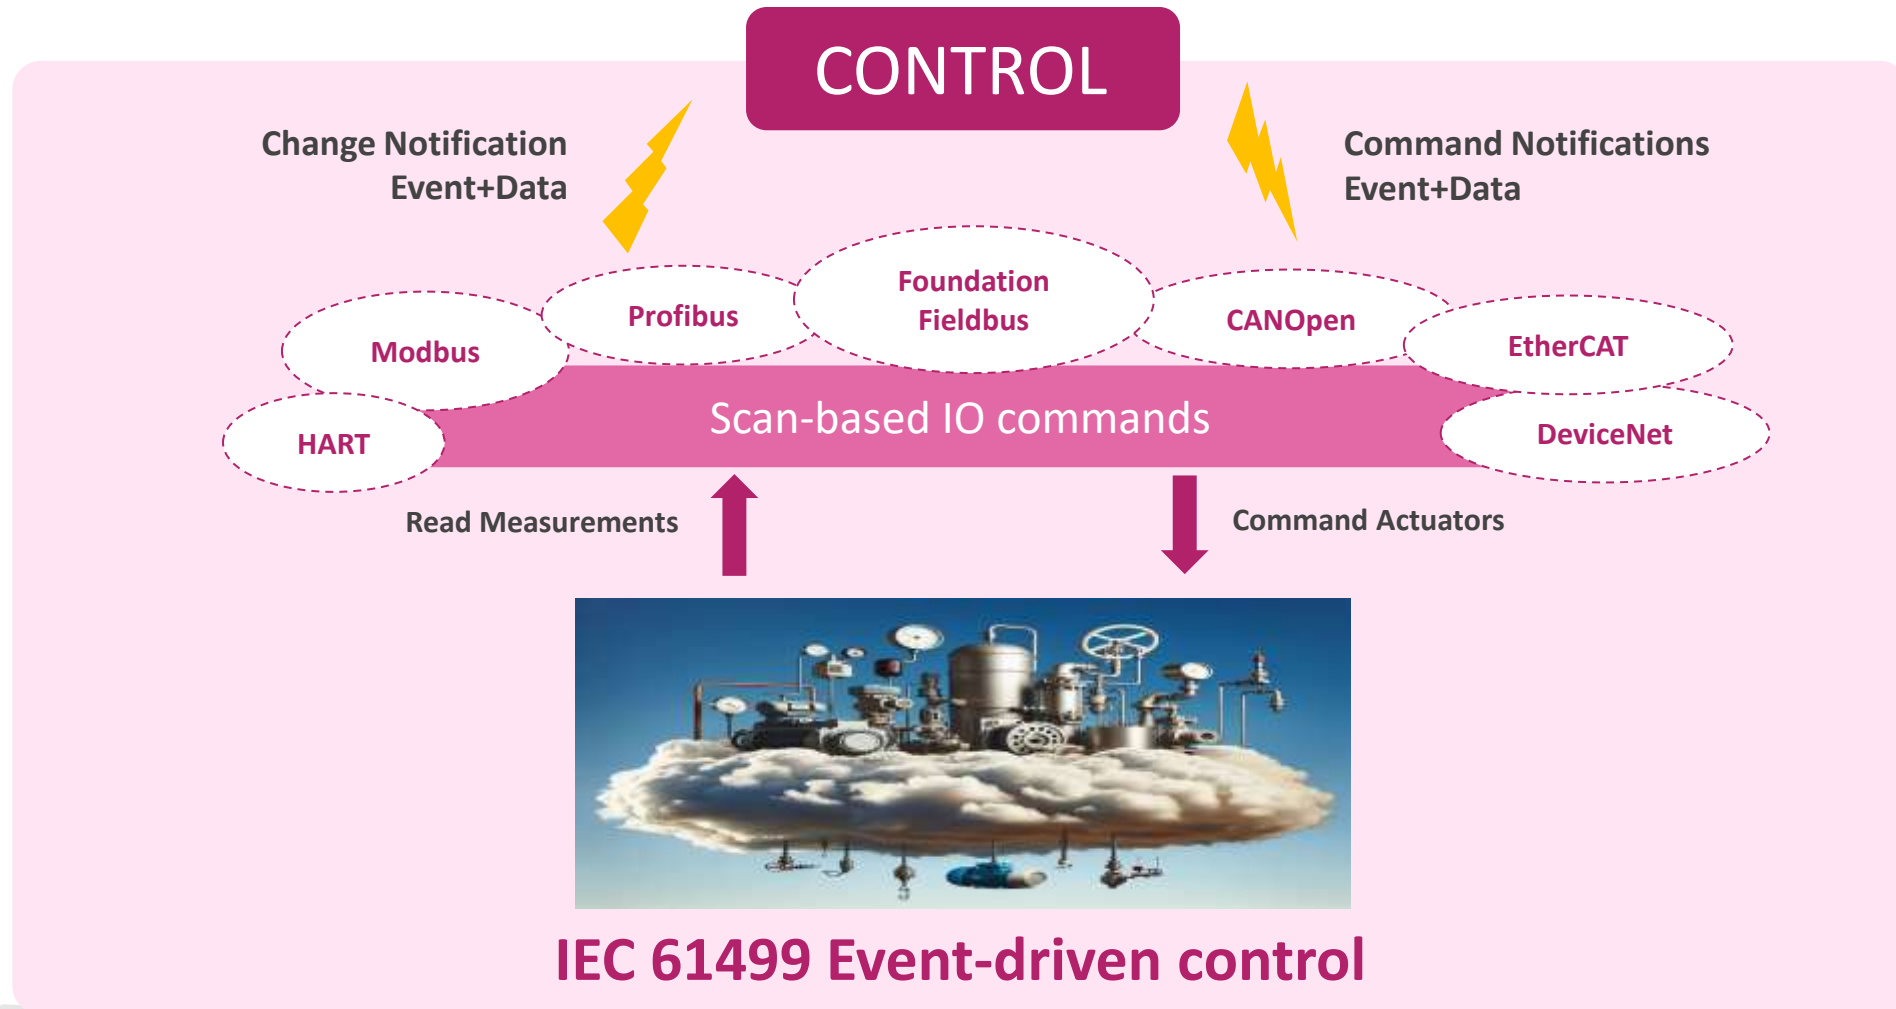 CONTROL
Change Notification
Event+Data
Command Notifications
Event+Data
Foundation
Fieldbus
Profibus
CANOpen
Modbus
EtherCAT
Scan-based IO commands
HART
DeviceNet
Read Measurements
Command Actuators
IEC 61499 Event-driven control